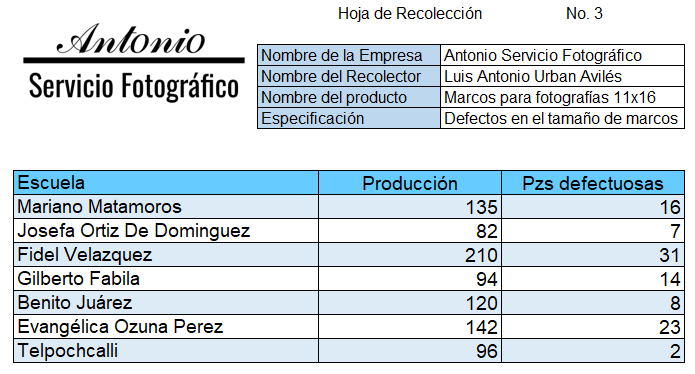 Hoja de Recolección No. 3
Antonio
Servicio Fotográfico
Nombre de la Empresa Antonio Servicio Fotográfico
Nombre del Recolector Luis Antonio Urban Avilés
Nombre del producto Marcos para fotografías 11x16
Especificación Defectos en el tamaño de marcos
Escuela Producción Pzs defectuosas
Mariano Matamoros 135 16
Josefa Ortiz De Dominguez 82 7
Fidel Velazquez 210 31
Gilberto Fabila 94 14
Benito Juárez 120 8
Evangélica Ozuna Perez 142 23
Telpochcalli 96 2